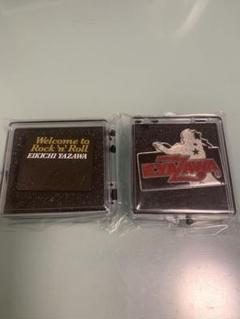 Welcome to
Rock'n'Roll
EIKICHI YAZAWA
E.YAZAWA